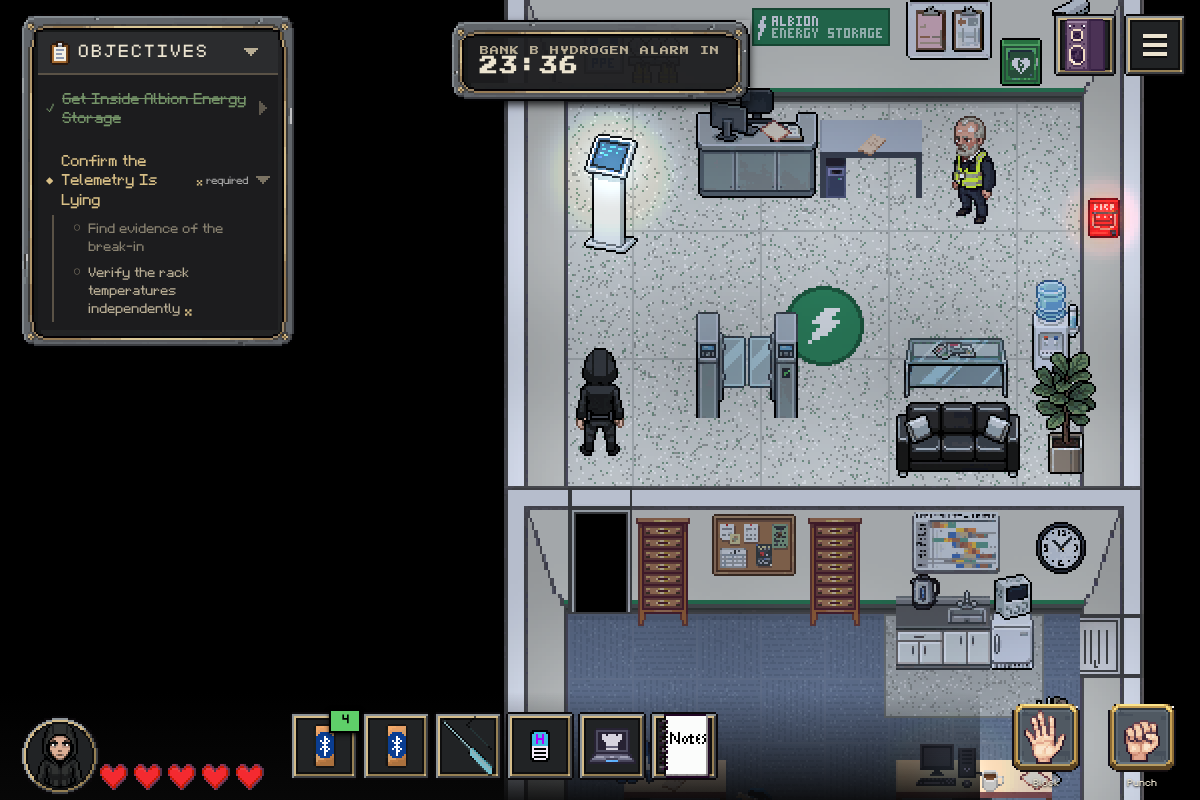 OBJECTIVES
Get Inside Albion Energy
Storage
Confirm the
Telemetry Is
Lying
required
Find evidence of the
break-in
Verify the rack
temperatures
independently
BANK B HYDROGEN ALARM IN
23:36
PPE
ALBION
ENERGY STORAGE
4
H
Notes
Punch